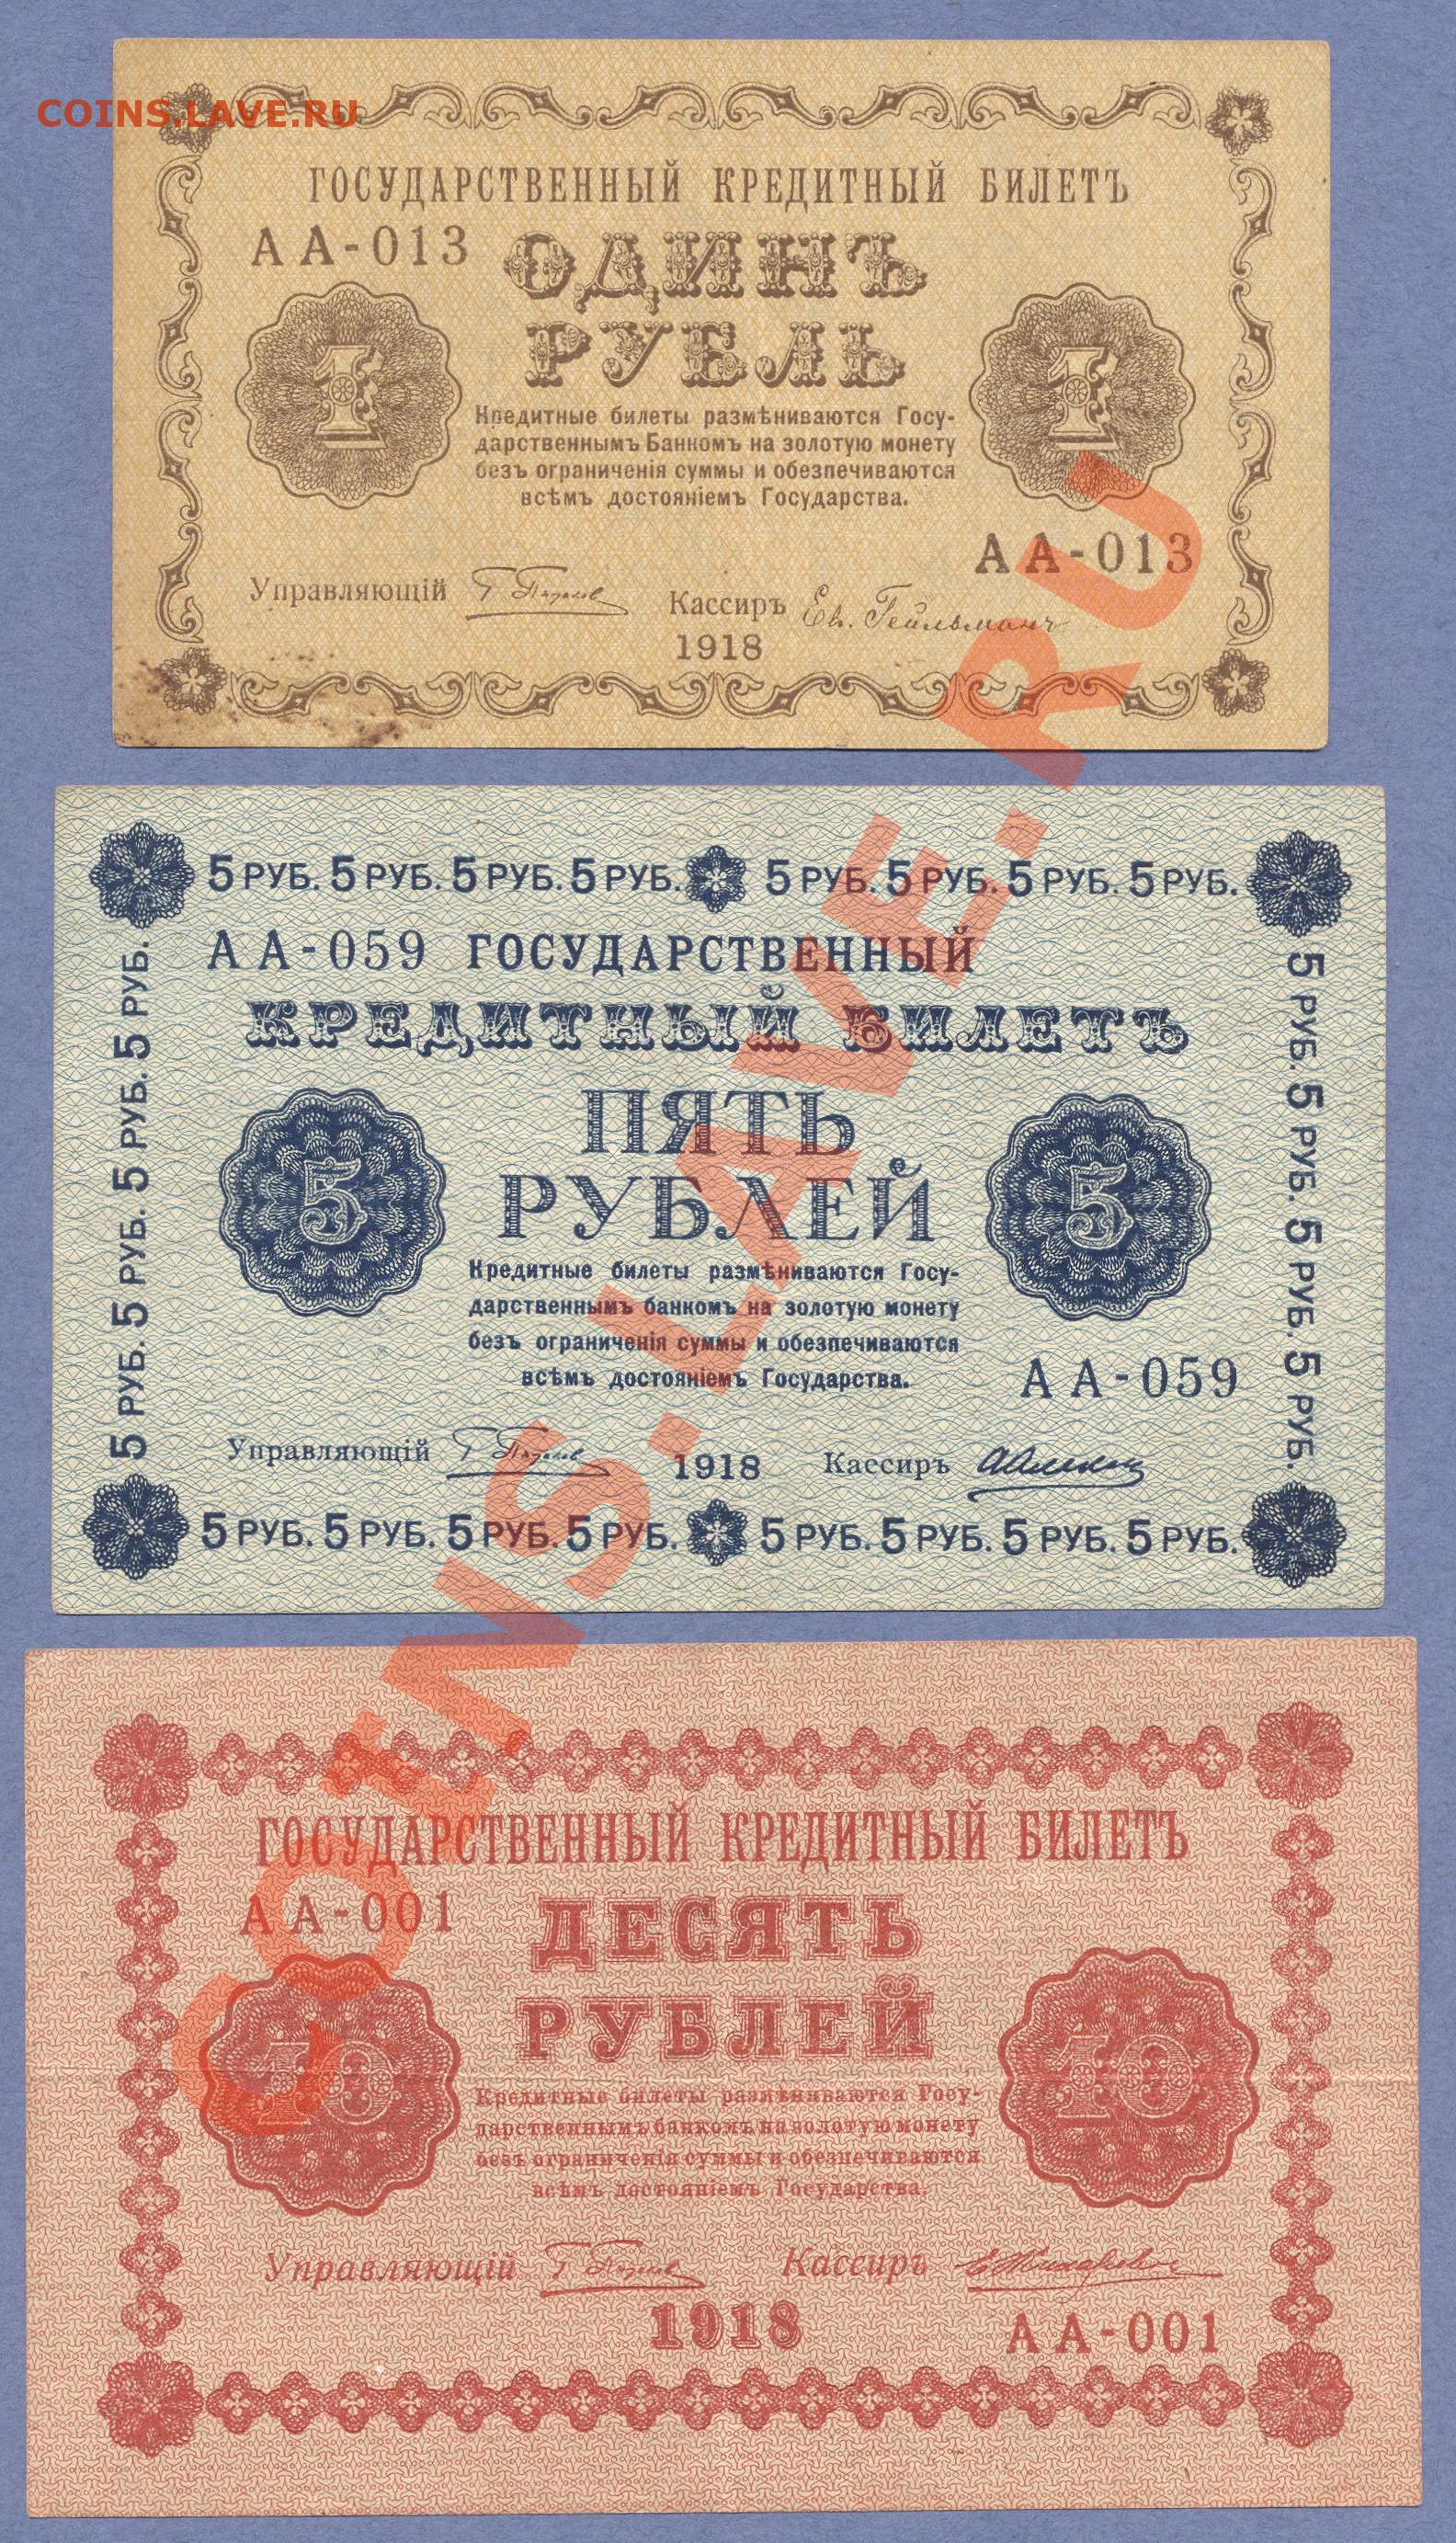 COINS.LAVE.RU
ГОСУДАРСТВЕННЫЙ КРЕДИТНЫЙ БИЛЕТЪ
АА-013
ОДИНЪ
РУБЛЬ
1 1
Кредитные билеты размѣниваются Госу-
дарственнымъ Банкомъ на золотую монету
безъ ограниченія суммы и обезпечиваются
всѣмъ достояніемъ Государства.
АА-013
Управляющій Г. Пятаков Кассиръ Ев. Гейльманъ
1918
5 РУБ. 5 РУБ. 5 РУБ. 5 РУБ. 5 РУБ. 5 РУБ. 5 РУБ. 5 РУБ.
5 РУБ. 5 РУБ. 5 РУБ. 5 РУБ.
АА-059 ГОСУДАРСТВЕННЫЙ
КРЕДИТНЫЙ БИЛЕТЪ
ПЯТЬ
РУБЛЕЙ
5 5
Кредитные билеты размѣниваются Госу-
дарственнымъ банкомъ на золотую монету
безъ ограниченія суммы и обезпечиваются
всѣмъ достояніемъ Государства.
АА-059
Управляющій Г. Пятаков 1918 Кассиръ
5 РУБ. 5 РУБ. 5 РУБ. 5 РУБ.
5 РУБ. 5 РУБ. 5 РУБ. 5 РУБ. 5 РУБ. 5 РУБ. 5 РУБ. 5 РУБ.
ГОСУДАРСТВЕННЫЙ КРЕДИТНЫЙ БИЛЕТЪ
АА-001
ДЕСЯТЬ
РУБЛЕЙ
10 10
Кредитные билеты размѣниваются Госу-
дарственнымъ банкомъ на золотую монету
безъ ограниченія суммы и обезпечиваются
всѣмъ достояніемъ Государства.
Управляющій Г. Пятаков Кассиръ
1918
АА-001
COINS.LAVE.RU